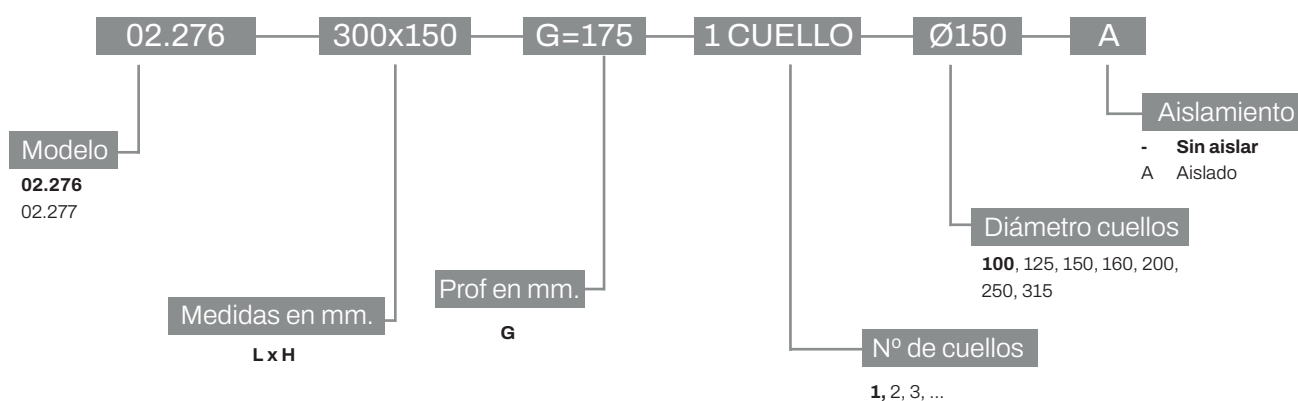 02.276
300x150
G=175
1 CUELLO
Ø150
A
Modelo
02.276
02.277
Medidas en mm.
L x H
Prof en mm.
G
Nº de cuellos
1, 2, 3, ...
Diámetro cuellos
100, 125, 150, 160, 200,
250, 315
Aislamiento
- Sin aislar
A Aislado